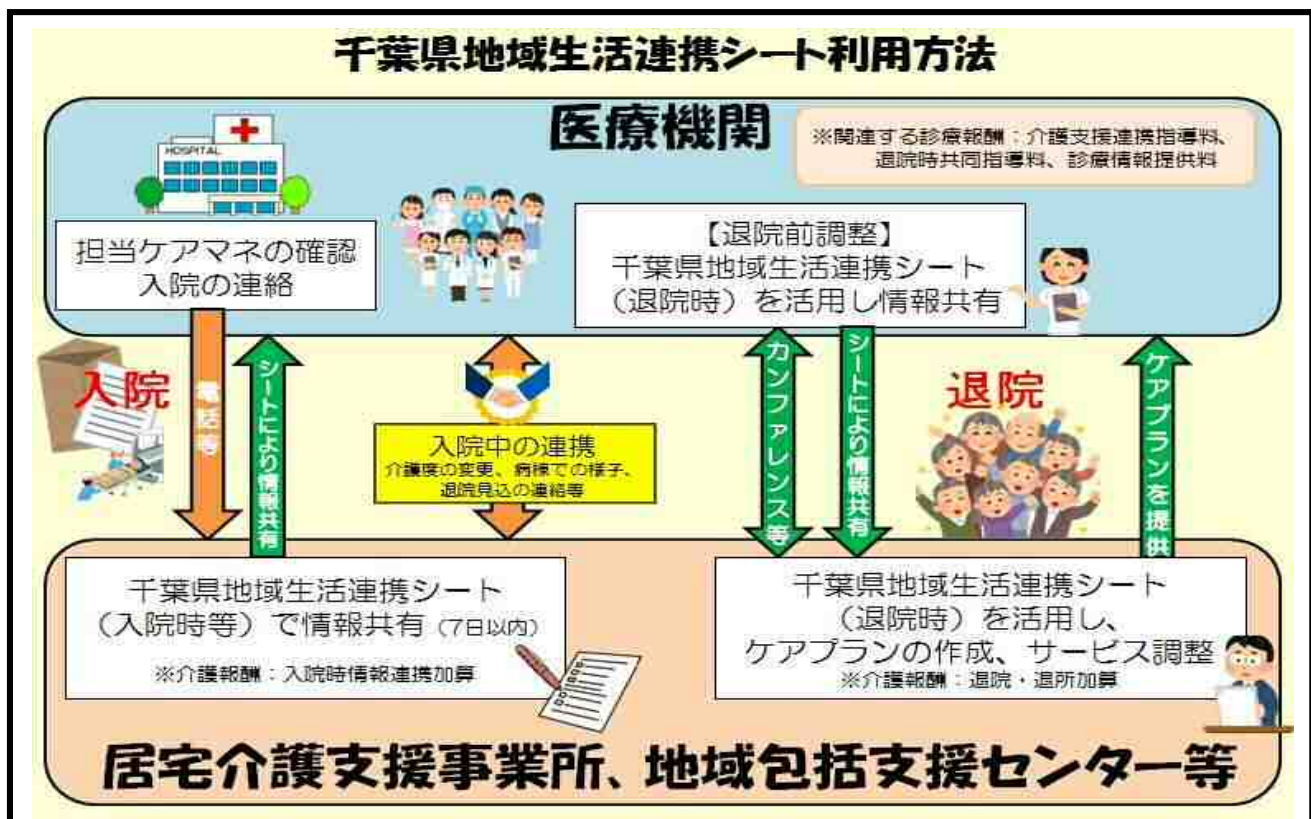 千葉県地域生活連携シート利用方法
医療機関
※関連する診療報酬：介護支援連携指導料、
退院時共同指導料、診療情報提供料
HOSPITAL
担当ケアマネの確認
入院の連絡
【退院前調整】
千葉県地域生活連携シート
（退院時）を活用し情報共有
入院
電話等
シートにより情報共有
入院中の連携
介護度の変更、病棟での様子、
退院見込の連絡等
カンファレンス等
シートにより情報共有
退院
ケアプランを提供
千葉県地域生活連携シート
（入院時等）で情報共有（7日以内）
※介護報酬：入院時情報連携加算
千葉県地域生活連携シート
（退院時）を活用し、
ケアプランの作成、サービス調整
※介護報酬：退院・退所加算
居宅介護支援事業所、地域包括支援センター等